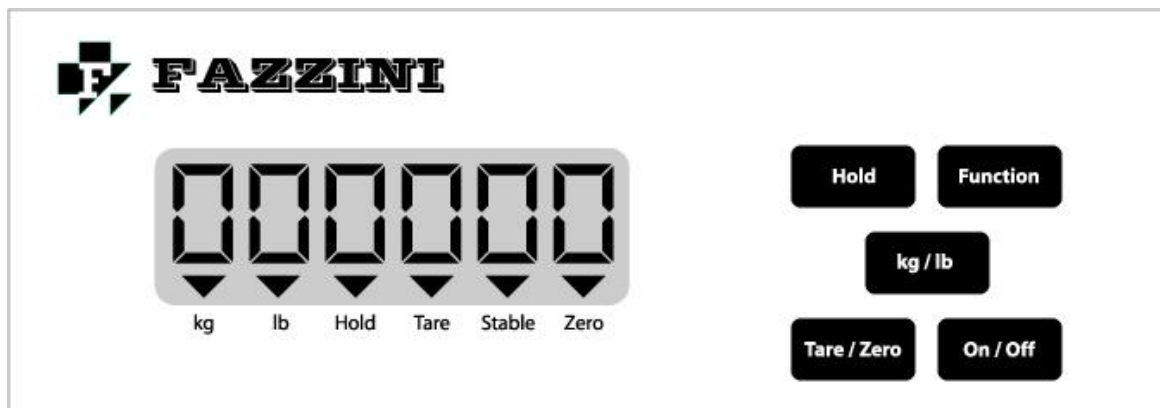 F FAZZINI
000000
kg lb Hold Tare Stable Zero
Hold Function
kg / lb
Tare / Zero On / Off